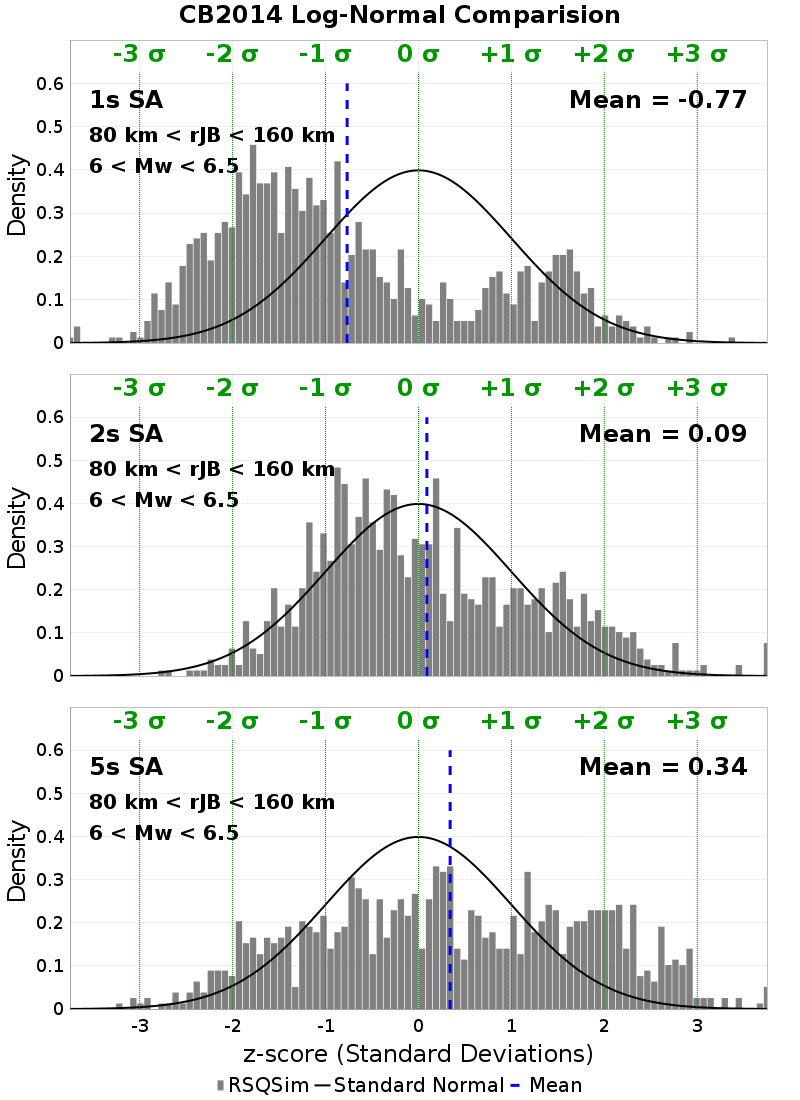 CB2014 Log-Normal Comparision
-3 σ -2 σ -1 σ 0 σ +1 σ +2 σ +3 σ
1s SA
Mean = -0.77
80 km < rJB < 160 km
6 < Mw < 6.5
0.6
0.5
0.4
0.3
0.2
0.1
0
Density
-3 σ -2 σ -1 σ 0 σ +1 σ +2 σ +3 σ
2s SA
Mean = 0.09
80 km < rJB < 160 km
6 < Mw < 6.5
0.6
0.5
0.4
0.3
0.2
0.1
0
Density
-3 σ -2 σ -1 σ 0 σ +1 σ +2 σ +3 σ
5s SA
Mean = 0.34
80 km < rJB < 160 km
6 < Mw < 6.5
0.6
0.5
0.4
0.3
0.2
0.1
0
Density
-3 -2 -1 0 1 2 3
z-score (Standard Deviations)
RSQSim Standard Normal Mean